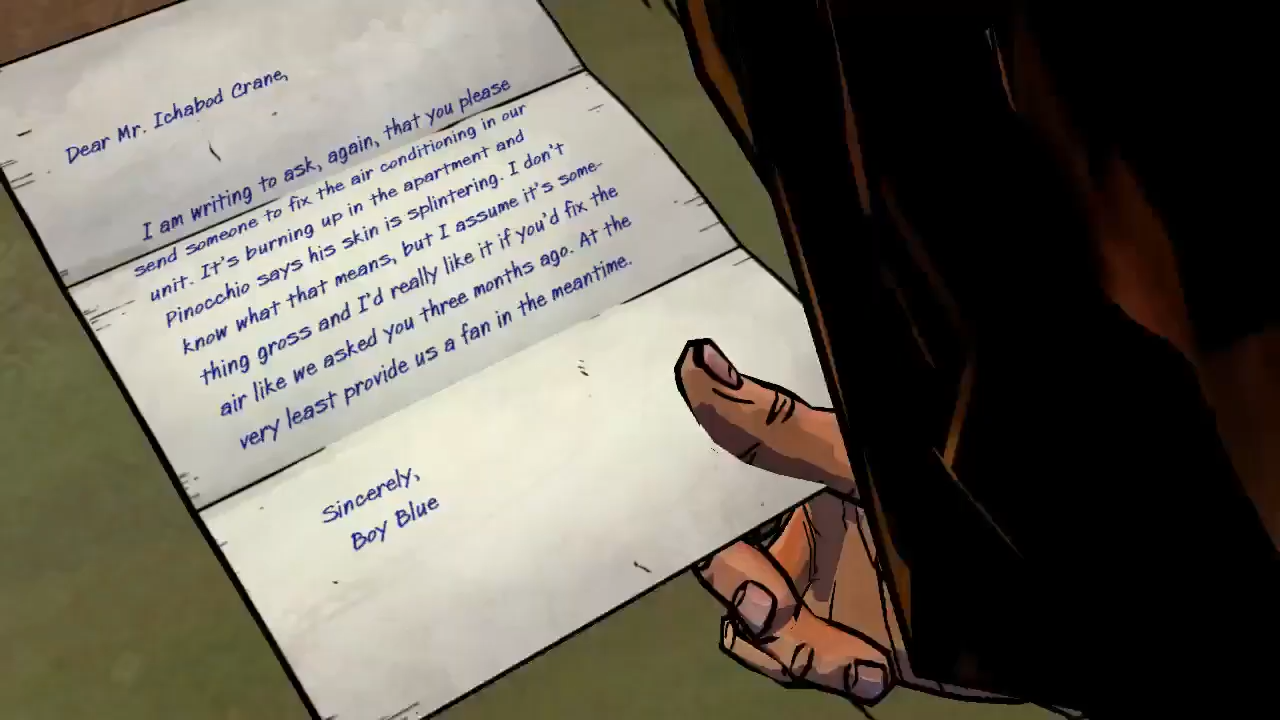 Dear Mr. Ichabod Crane,
I am writing to ask, again, that you please
send someone to fix the air conditioning in our
unit. It's burning up in the apartment and
Pinocchio says his skin is splintering. I don't
know what that means, but I assume it's some-
thing gross and I'd really like it if you'd fix the
air like we asked you three months ago. At the
very least provide us a fan in the meantime.
Sincerely,
Boy Blue